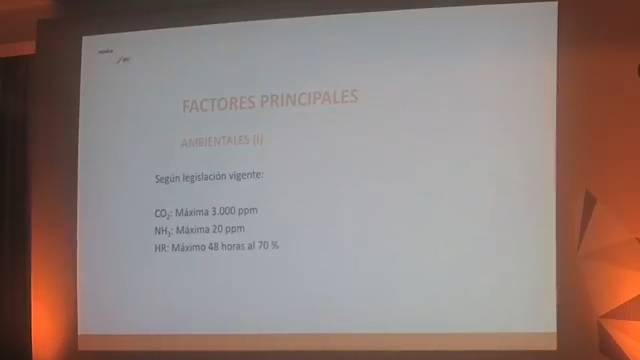 FACTORES PRINCIPALES
AMBIENTALES (I)
Según legislación vigente:
CO₂: Máxima 3.000 ppm
NH₃: Máxima 20 ppm
HR: Máximo 48 horas al 70 %